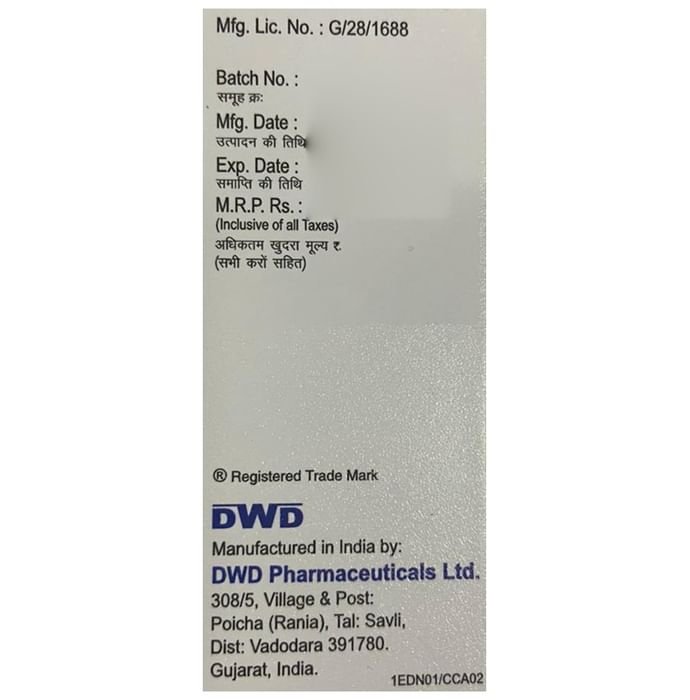 Mfg. Lic. No. : G/28/1688
Batch No. :
समूह क्र:
Mfg. Date :
उत्पादन की तिथि
Exp. Date :
समाप्ति की तिथि
M.R.P. Rs. :
(Inclusive of all Taxes)
अधिकतम खुदरा मूल्य ₹.
(सभी करों सहित)
® Registered Trade Mark
DWD
Manufactured in India by:
DWD Pharmaceuticals Ltd.
308/5, Village & Post:
Poicha (Rania), Tal: Savli,
Dist: Vadodara 391780.
Gujarat, India.
1EDN01/CCA02